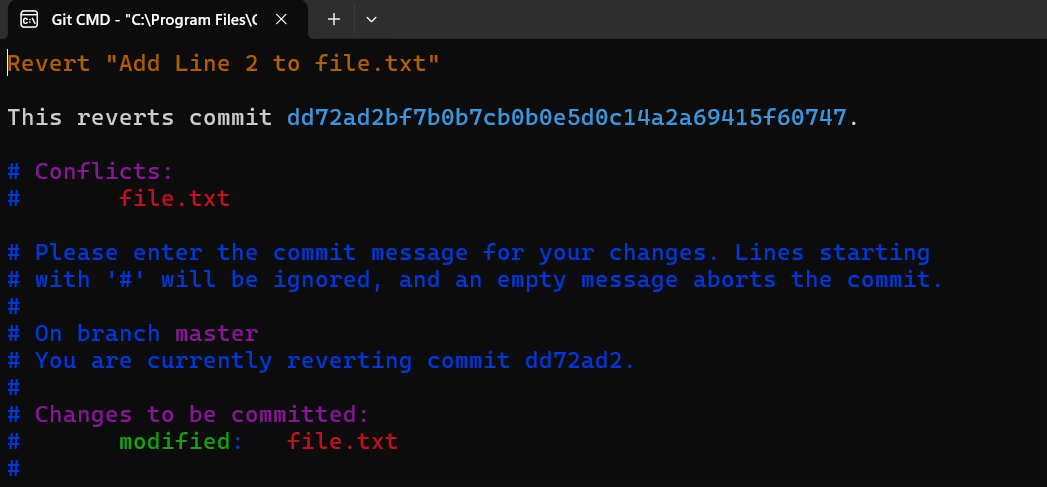 Git CMD - "C:\Program Files\G
Revert "Add Line 2 to file.txt"
This reverts commit dd72ad2bf7b0b7cb0b0e5d0c14a2a69415f60747.
# Conflicts:
#       file.txt
# Please enter the commit message for your changes. Lines starting
# with '#' will be ignored, and an empty message aborts the commit.
#
# On branch master
# You are currently reverting commit dd72ad2.
#
# Changes to be committed:
#       modified:   file.txt
#